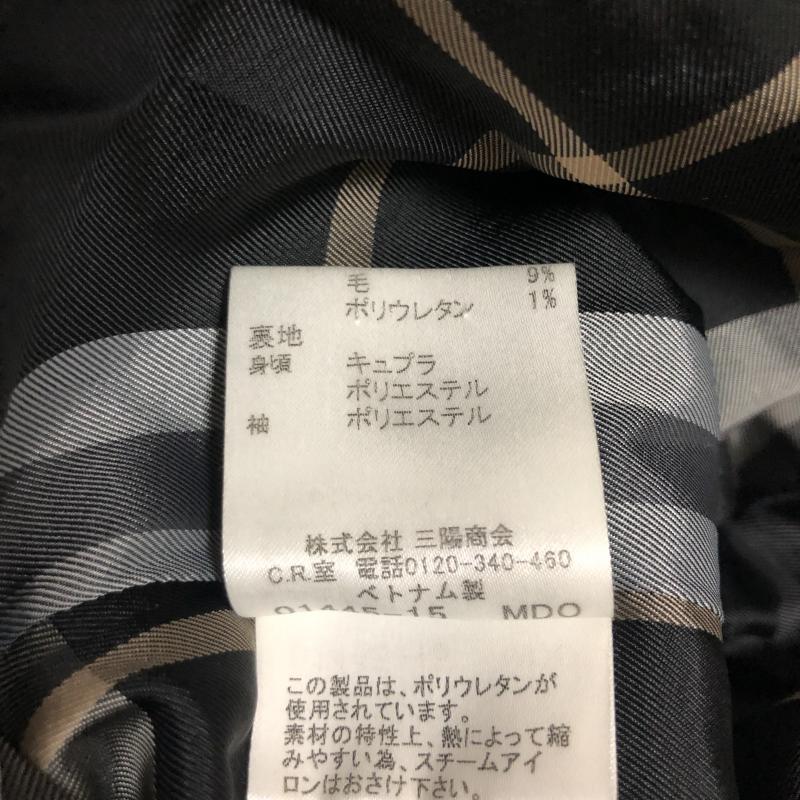 毛 9%
ポリウレタン 1%
裏地
身頃 キュプラ
ポリエステル
袖 ポリエステル
株式会社 三陽商会
C.R.室 電話0120-340-460
ベトナム製
-15 MDO
この製品は、ポリウレタンが
使用されています。
素材の特性上、熱によって縮
みやすい為、スチームアイ
ロンはおさけ下さい。